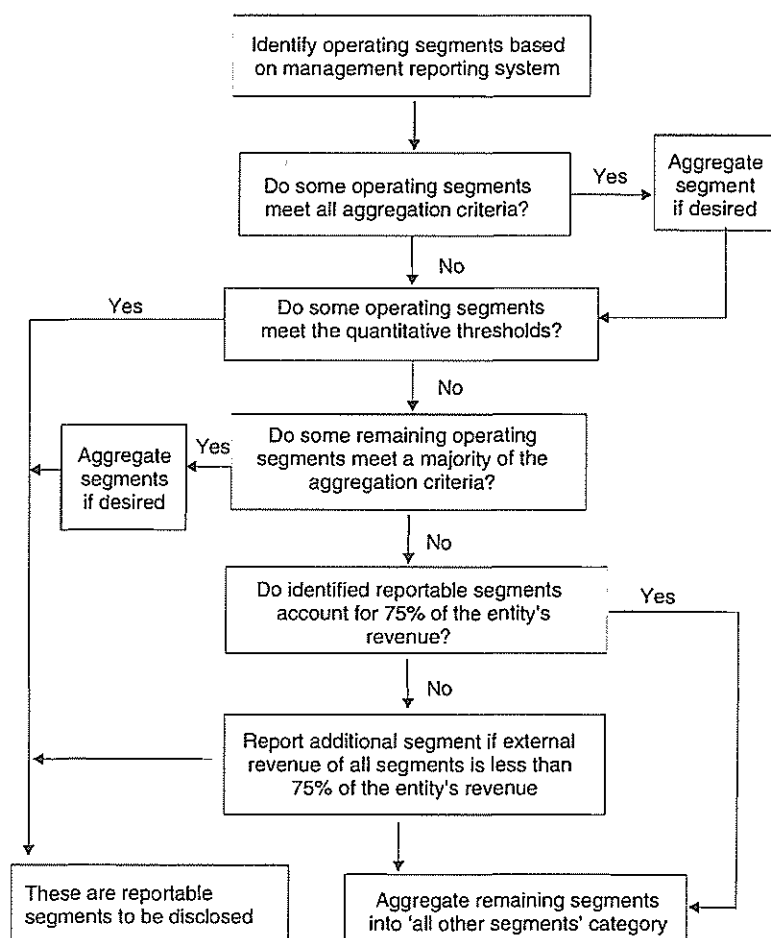 Identify operating segments based
on management reporting system
Do some operating segments
meet all aggregation criteria?
Yes
Aggregate
segment
if desired
No
Yes
Do some operating segments
meet the quantitative thresholds?
No
Aggregate
segments
if desired
Yes
Do some remaining operating
segments meet a majority of the
aggregation criteria?
No
Do identified reportable segments
account for 75% of the entity's
revenue?
Yes
No
Report additional segment if external
revenue of all segments is less than
75% of the entity's revenue
These are reportable
segments to be disclosed
Aggregate remaining segments
into 'all other segments' category